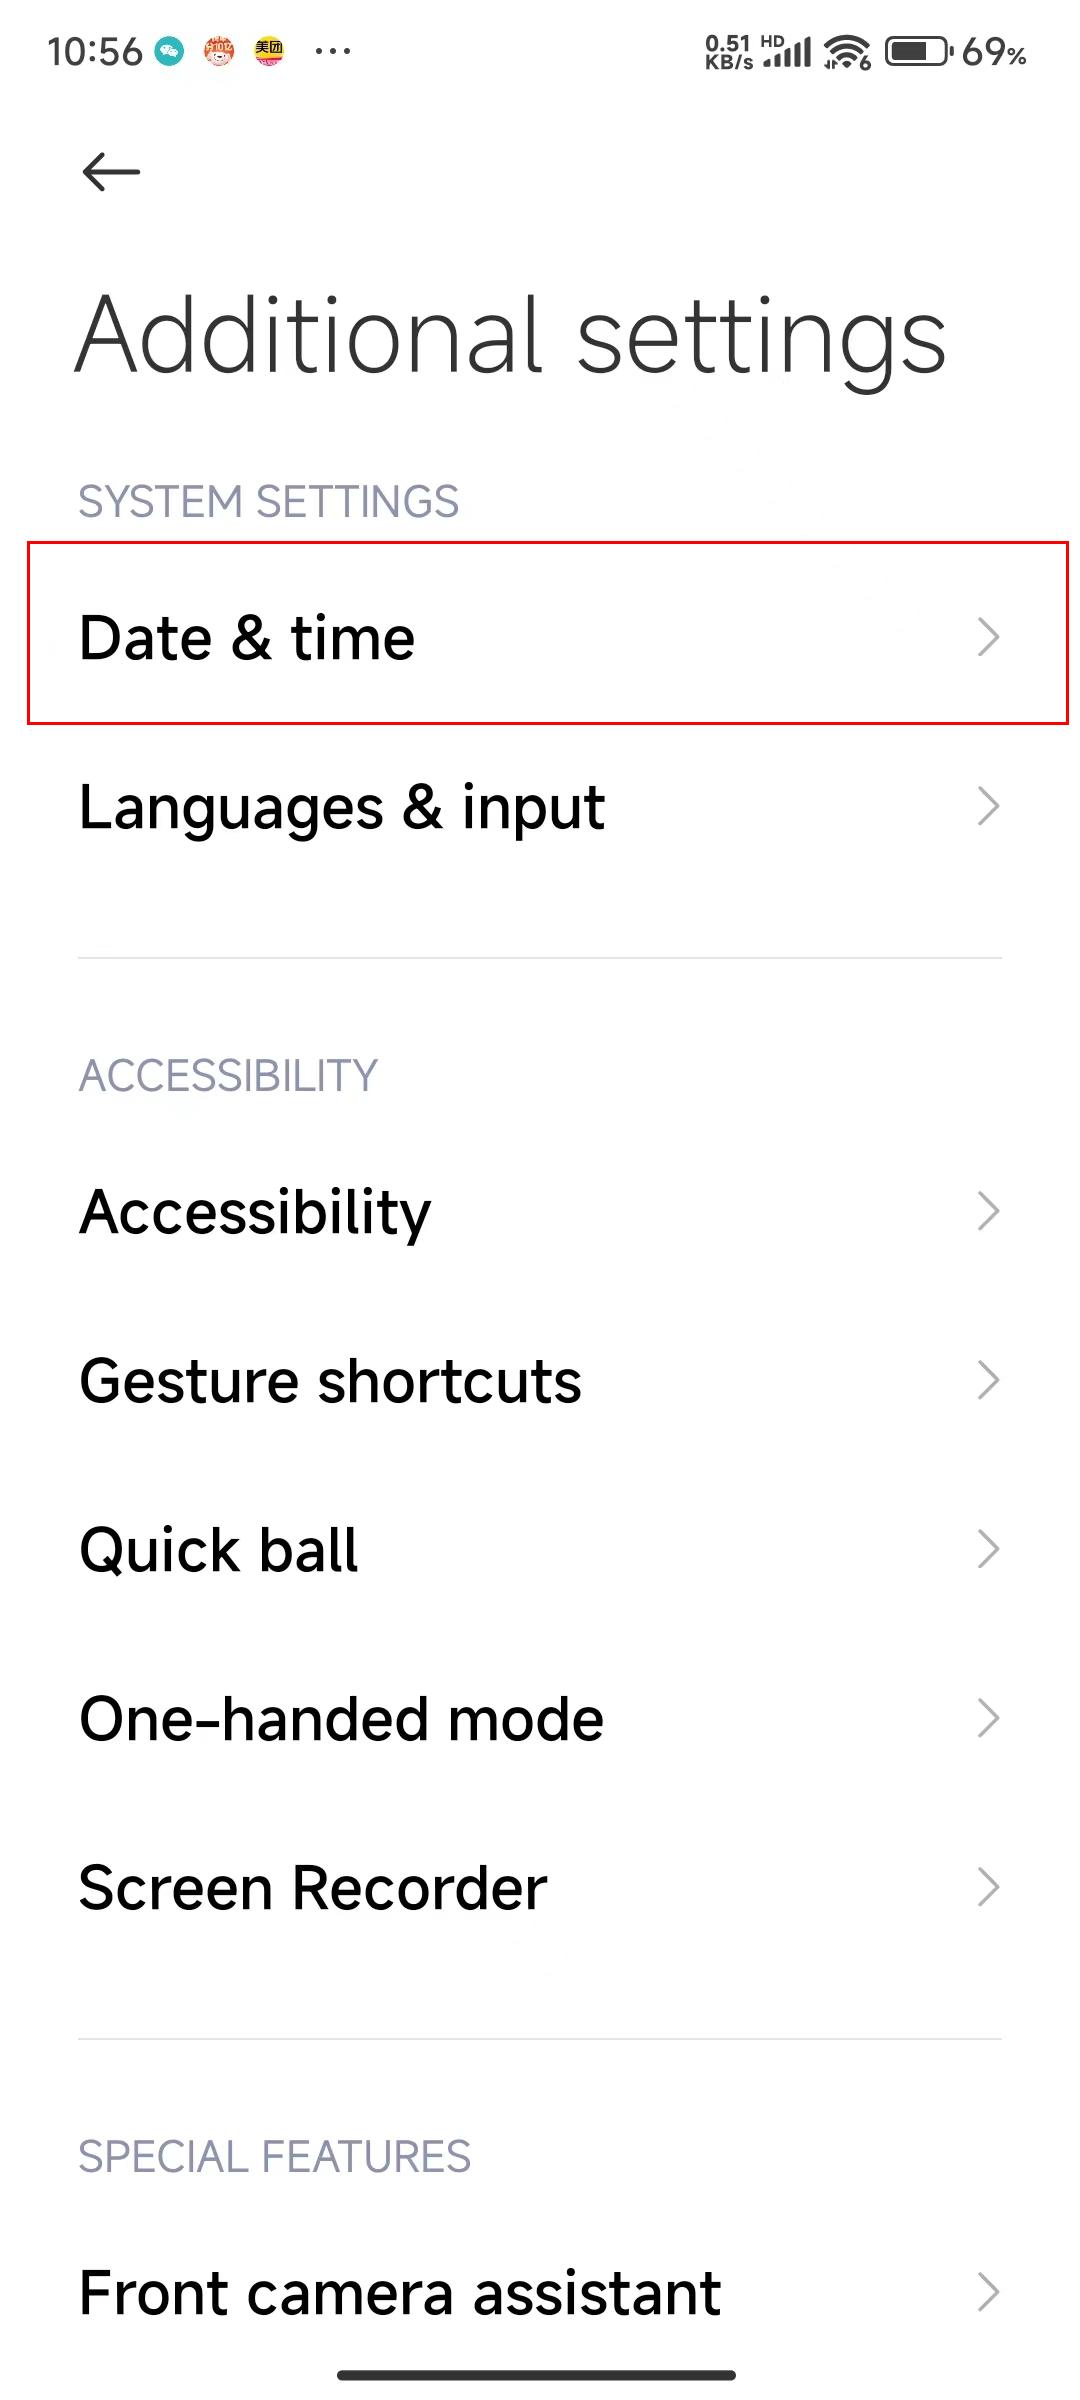 10:56 美团 ... 0.51 KB/s HD 6 69%
Additional settings
SYSTEM SETTINGS
Date & time
Languages & input
ACCESSIBILITY
Accessibility
Gesture shortcuts
Quick ball
One-handed mode
Screen Recorder
SPECIAL FEATURES
Front camera assistant